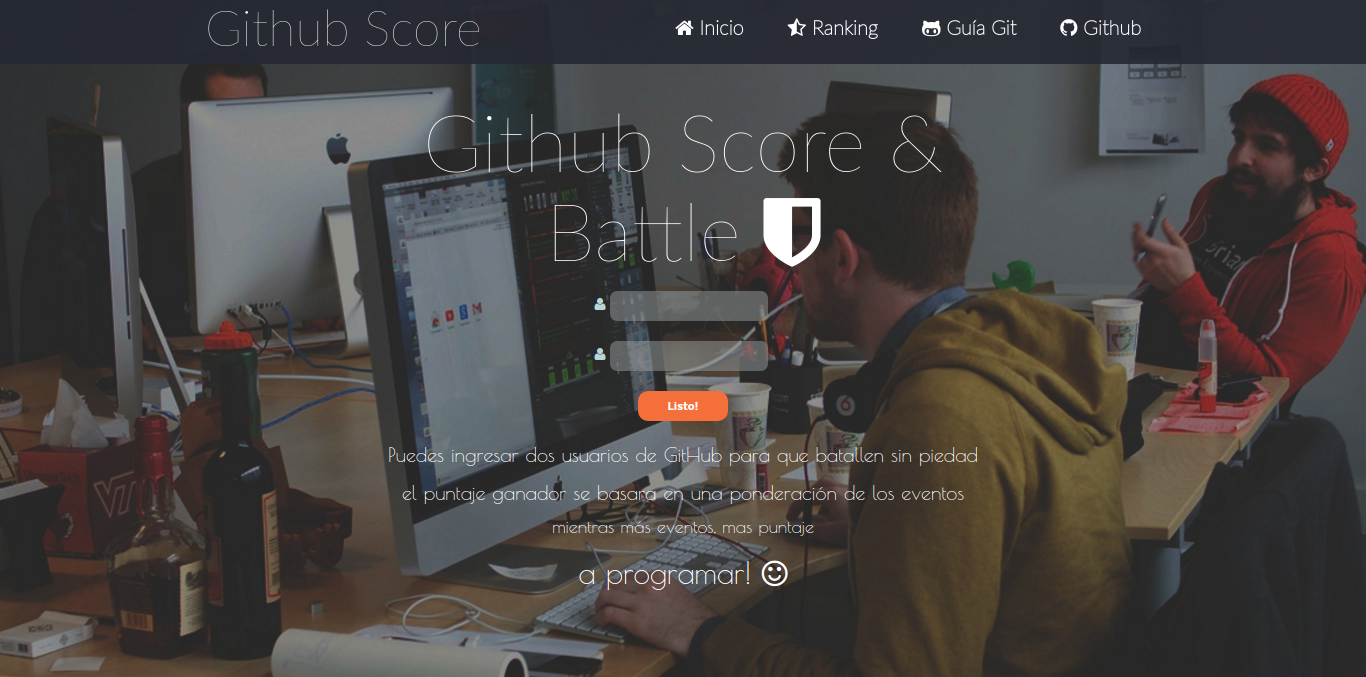 Github Score
Inicio
Ranking
Guía Git
Github
Github Score &
Battle
Listo!
Puedes ingresar dos usuarios de GitHub para que batallen sin piedad
el puntaje ganador se basara en una ponderación de los eventos
mientras más eventos, mas puntaje
a programar!